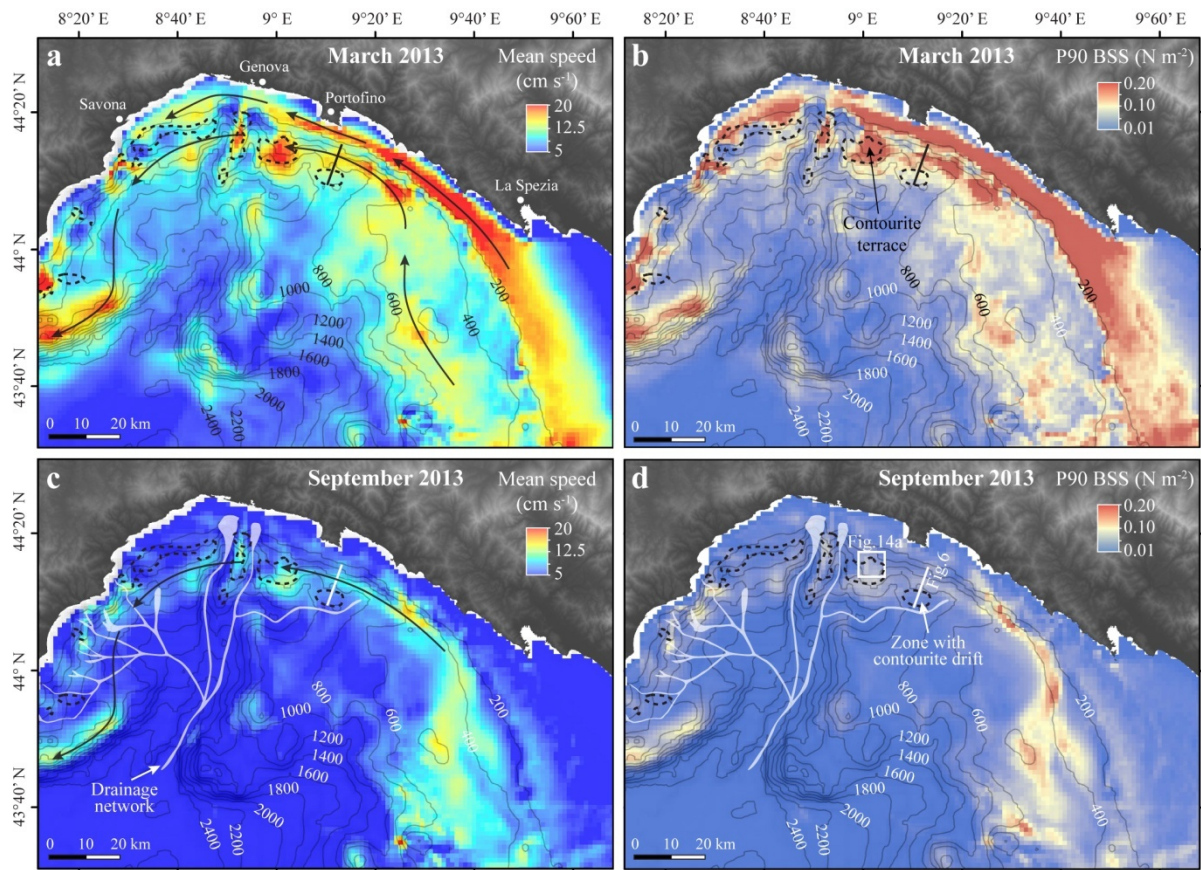 8°20' E 8°40' E 9° E 9°20' E 9°40' E 9°60' E 8°20' E 8°40' E 9° E 9°20' E 9°40' E 9°60' E
a
March 2013
Mean speed
(cm s⁻¹)
20
12.5
5
Genova
Savona
Portofino
La Spezia
44°20' N
44° N
43°40' N
200
400
600
800
1000
1200
1400
1600
1800
2000
2200
2400
0 10 20 km
b
March 2013
P90 BSS (N m⁻²)
0.20
0.10
0.01
Contourite
terrace
200
400
600
800
1000
1200
1400
1600
1800
2000
2200
2400
0 10 20 km
c
September 2013
Mean speed
(cm s⁻¹)
20
12.5
5
44°20' N
44° N
43°40' N
200
400
600
800
1000
1200
1400
1600
1800
2000
2200
2400
Drainage
network
0 10 20 km
d
September 2013
P90 BSS (N m⁻²)
0.20
0.10
0.01
Fig.14a
Fig.6
Zone with
contourite drift
200
400
600
800
1000
1200
1400
1600
1800
2000
2200
2400
0 10 20 km